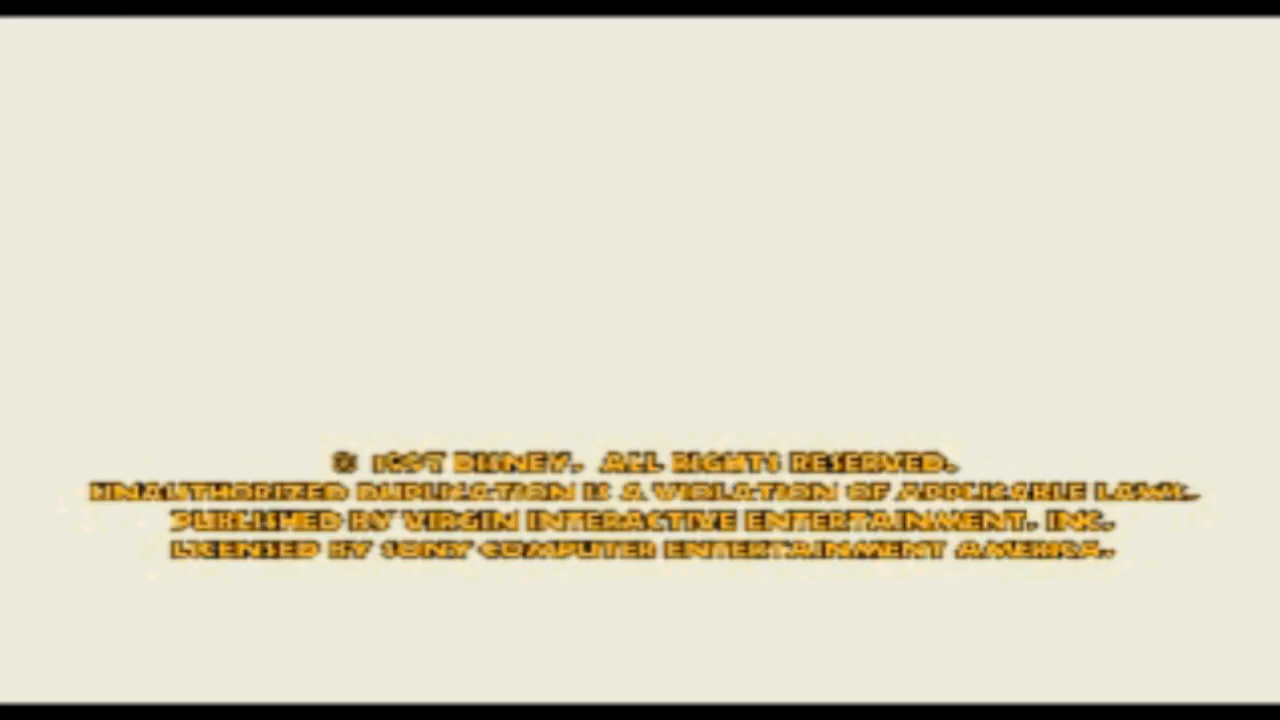 © 1997 DISNEY. ALL RIGHTS RESERVED.
UNAUTHORIZED DUPLICATION IS A VIOLATION OF APPLICABLE LAWS.
PUBLISHED BY VIRGIN INTERACTIVE ENTERTAINMENT, INC.
LICENSED BY SONY COMPUTER ENTERTAINMENT AMERICA.